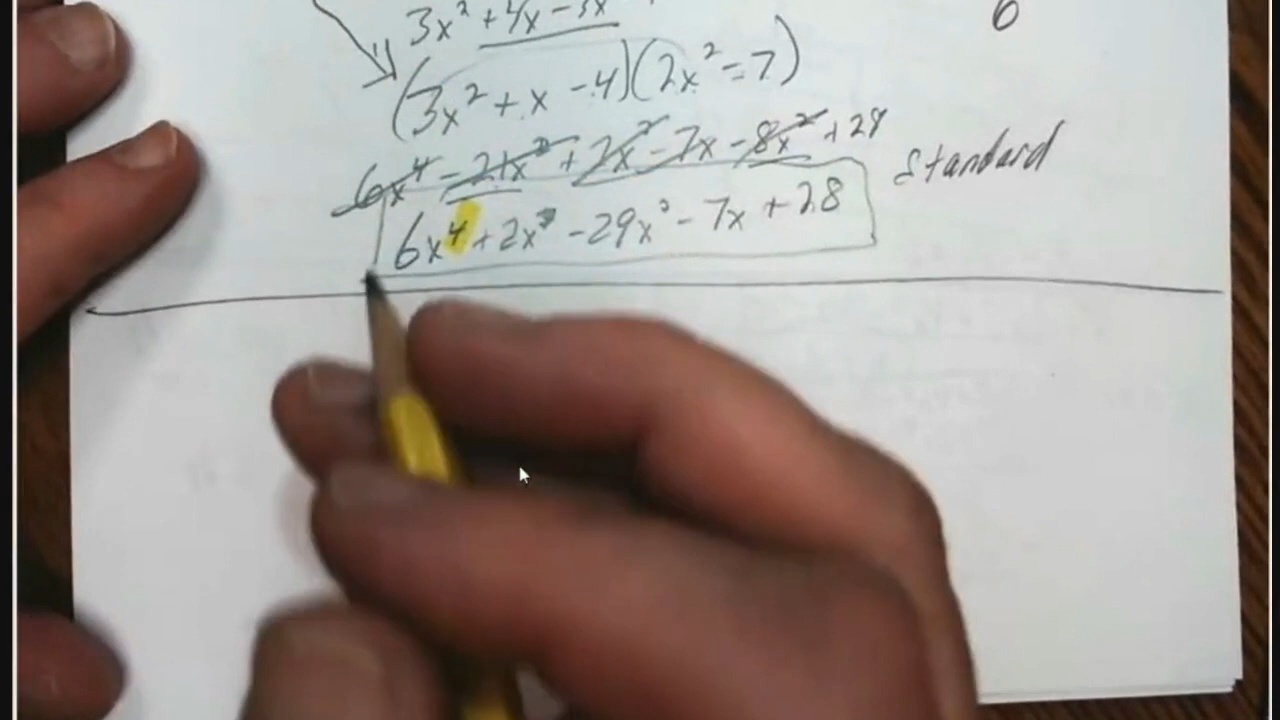 3x² + 4x - 3x
6
(3x² + x - 4)(2x² - 7)
6x⁴ - 21x² + 2x³ - 7x - 8x² + 28
Standard
6x⁴ + 2x³ - 29x² - 7x + 28